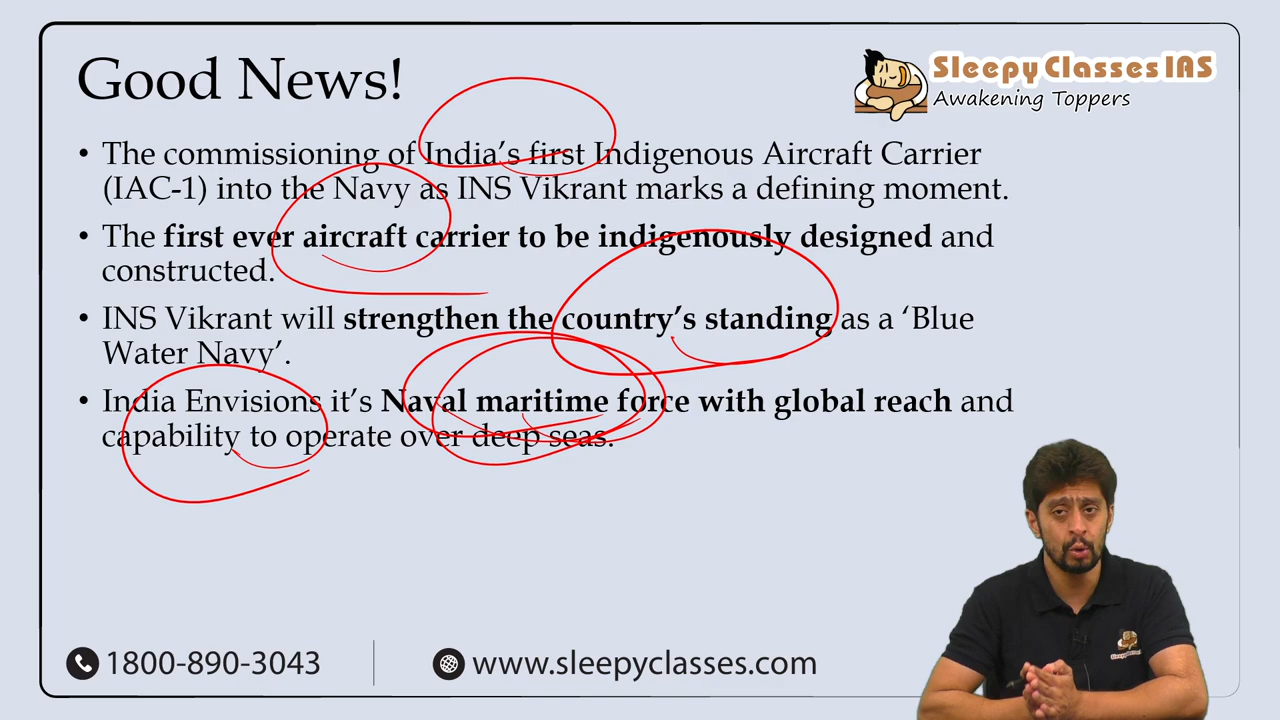 Good News!
Sleepy Classes IAS
Awakening Toppers
• The commissioning of India's first Indigenous Aircraft Carrier
(IAC-1) into the Navy as INS Vikrant marks a defining moment.
• The first ever aircraft carrier to be indigenously designed and
constructed.
• INS Vikrant will strengthen the country's standing as a 'Blue
Water Navy'.
• India Envisions it's Naval maritime force with global reach and
capability to operate over deep seas.
1800-890-3043
www.sleepyclasses.com